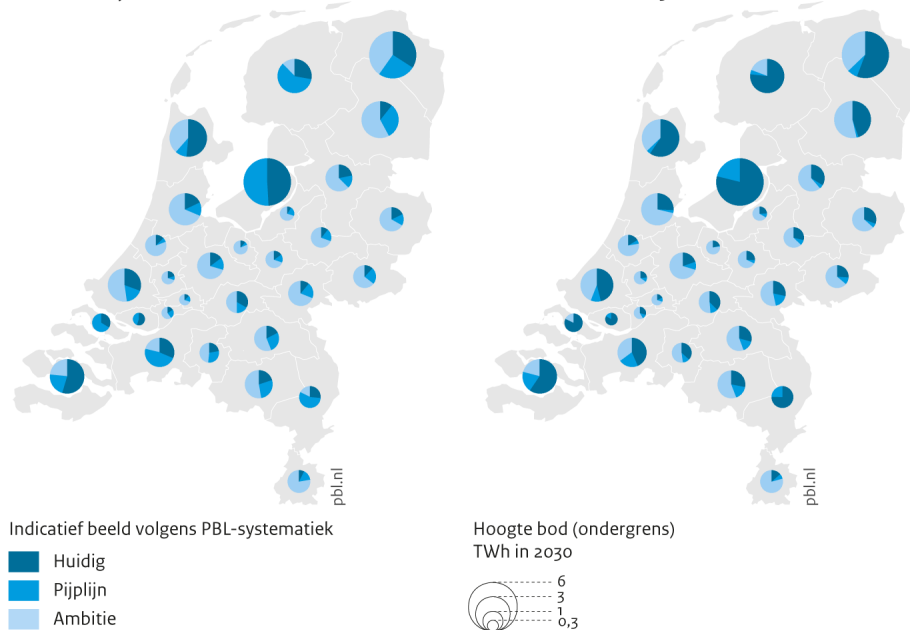 pbl.nl
pbl.nl
Indicatief beeld volgens PBL-systematiek
Huidig
Pijplijn
Ambitie
Hoogte bod (ondergrens)
TWh in 2030
6
3
1
0,3